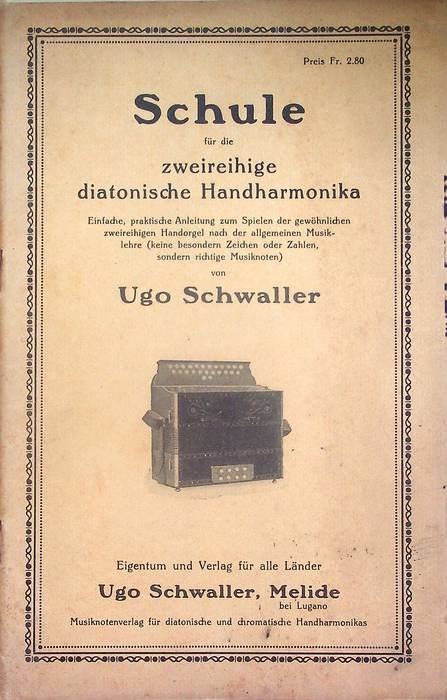 Preis Fr. 2.80
Schule
für die
zweireihige
diatonische Handharmonika
Einfache, praktische Anleitung zum Spielen der gewöhnlichen
zweireihigen Handorgel nach der allgemeinen Musik-
lehre (keine besondern Zeichen oder Zahlen,
sondern richtige Musiknoten)
von
Ugo Schwaller
Eigentum und Verlag für alle Länder
Ugo Schwaller, Melide
bei Lugano
Musiknotenverlag für diatonische und chromatische Handharmonikas